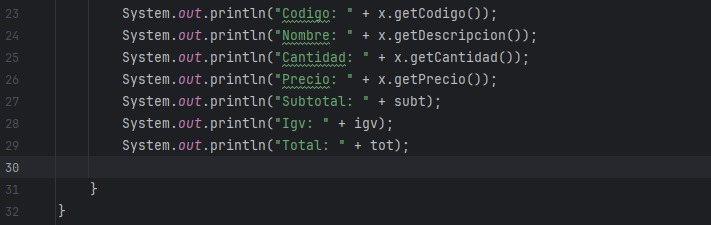 23 System.out.println("Codigo: " + x.getCodigo());
24 System.out.println("Nombre: " + x.getDescripcion());
25 System.out.println("Cantidad: " + x.getCantidad());
26 System.out.println("Precio: " + x.getPrecio());
27 System.out.println("Subtotal: " + subt);
28 System.out.println("Igv: " + igv);
29 System.out.println("Total: " + tot);
30
31 }
32 }